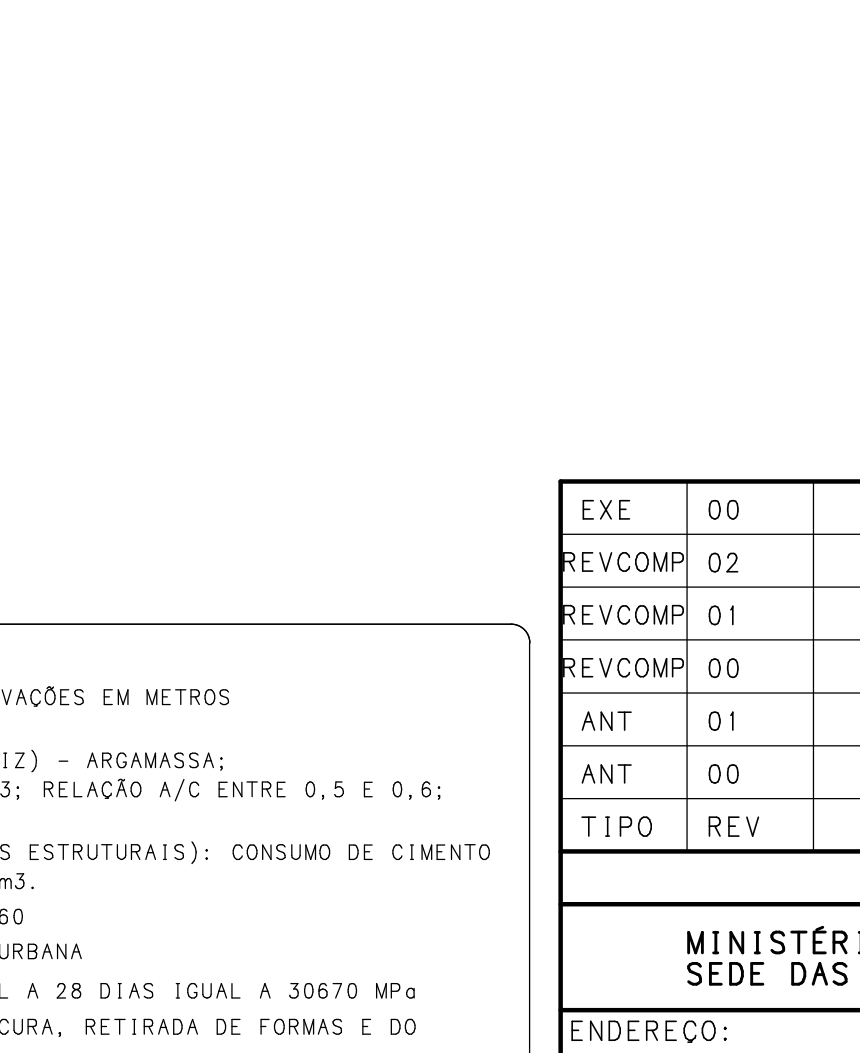 VAÇÕES EM METROS
IZ) - ARGAMASSA;
3; RELAÇÃO A/C ENTRE 0,5 E 0,6;
S ESTRUTURAIS): CONSUMO DE CIMENTO
m3.
60
URBANA
L A 28 DIAS IGUAL A 30670 MPa
CURA, RETIRADA DE FORMAS E DO
EXE 00
REVCOMP 02
REVCOMP 01
REVCOMP 00
ANT 01
ANT 00
TIPO REV
MINISTÉRI
SEDE DAS
ENDEREÇO: